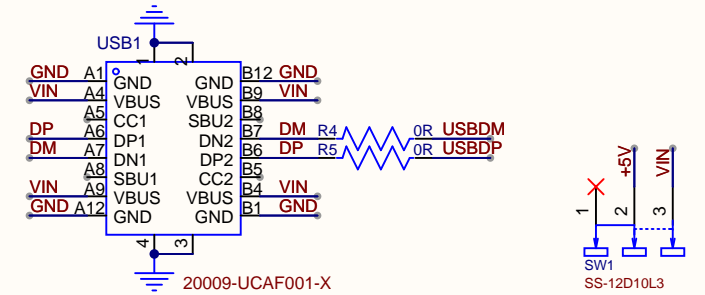 USB1
1
2
GND A1
GND
GND
B12 GND
VIN A4
VBUS
VBUS
B9 VIN
A5
CC1
SBU2
B8
DP A6
DP1
DN2
B7 DM R4 0R USBDM
DM A7
DN1
DP2
B6 DP R5 0R USBDP
A8
SBU1
CC2
B5
VIN A9
VBUS
VBUS
B4 VIN
GND A12
GND
GND
B1 GND
4
3
20009-UCAF001-X
+5V
VIN
1
2
3
SW1
SS-12D10L3